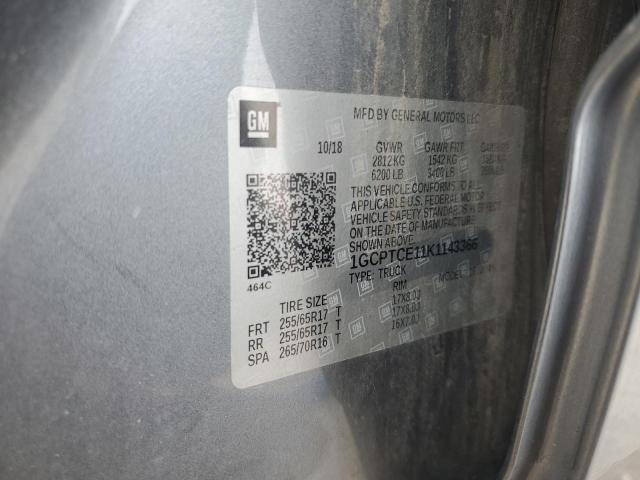 GM
MFD BY GENERAL MOTORS LLC
10/18
GVWR GAWR FRT
2812 KG 1542 KG
6200 LB 3400 LB
THIS VEHICLE CONFORMS TO ALL
APPLICABLE U.S. FEDERAL MOTOR
VEHICLE SAFETY STANDARDS IN EFFECT
ON THE DATE OF MANUFACTURE
SHOWN ABOVE.
1GCPTCE11K1143366
TYPE: TRUCK
464C
TIRE SIZE RIM
FRT 255/65R17 T 17X8.0J
RR 255/65R17 T 17X8.0J
SPA 265/70R16 T 16X7.0J